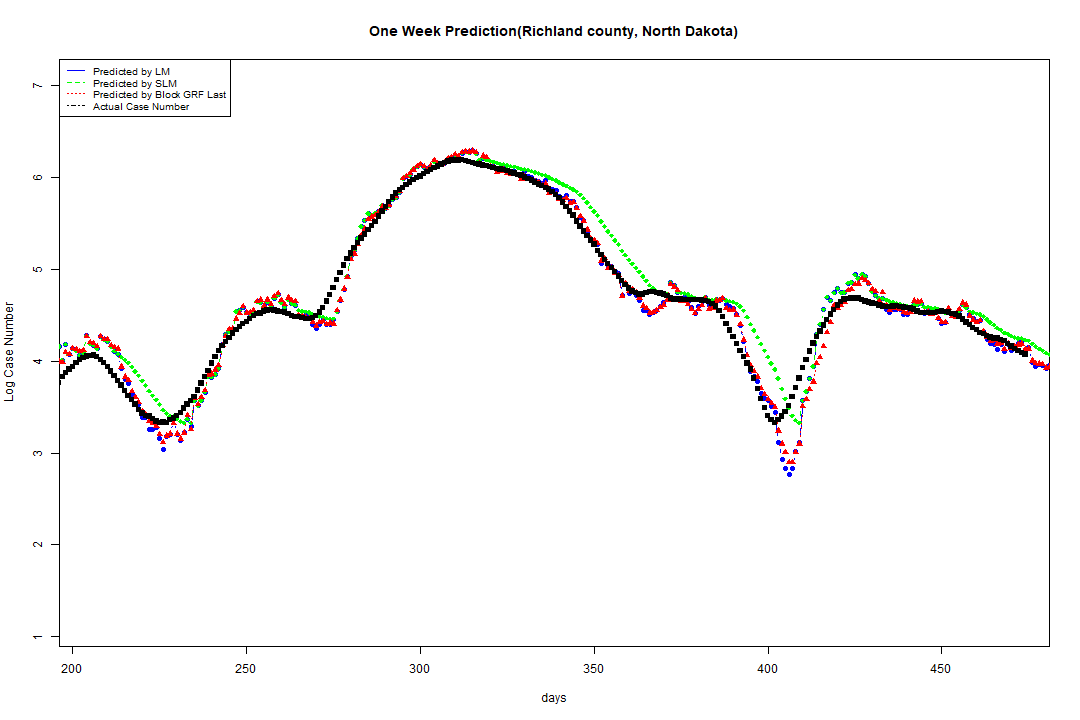 One Week Prediction(Richland county, North Dakota)
Predicted by LM
Predicted by SLM
Predicted by Block GRF Last
Actual Case Number
7
6
5
4
3
2
1
Log Case Number
200 250 300 350 400 450
days